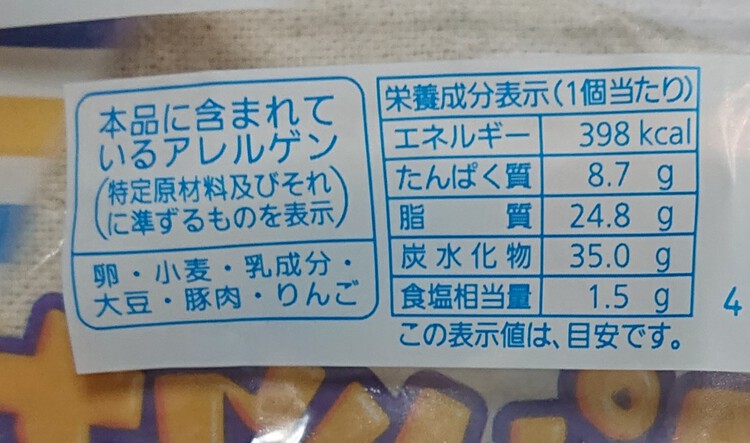 本品に含まれて
いるアレルゲン
(特定原材料及びそれ
に準ずるものを表示)
卵・小麦・乳成分・
大豆・豚肉・りんご
栄養成分表示(1個当たり)
エネルギー 398 kcal
たんぱく質 8.7 g
脂質 24.8 g
炭水化物 35.0 g
食塩相当量 1.5 g
この表示値は、目安です。
4